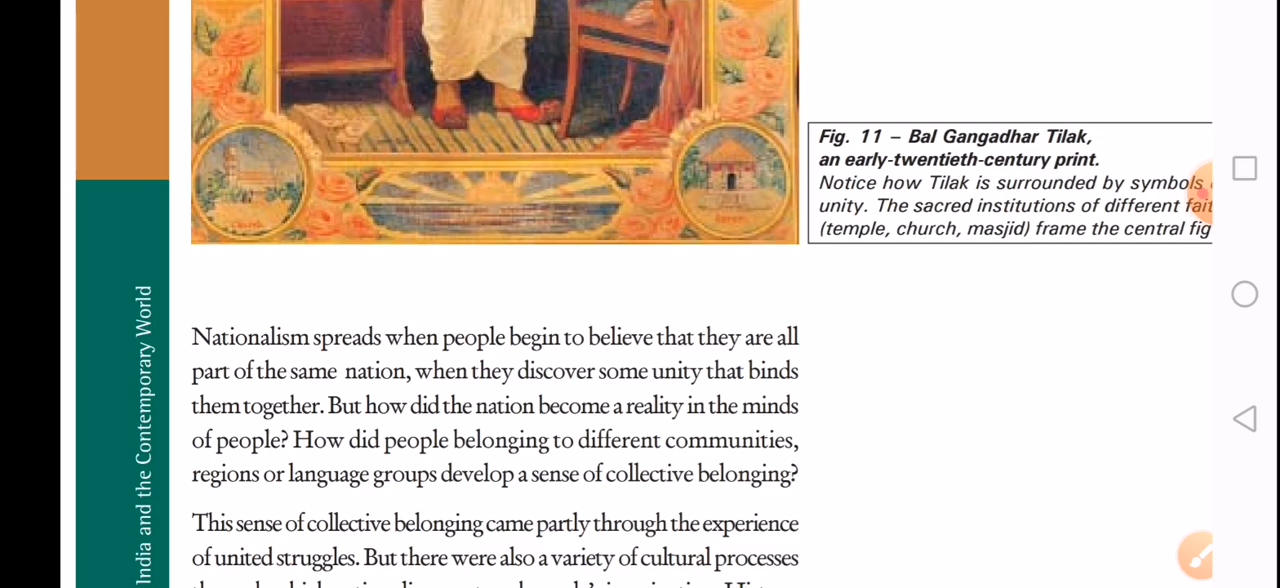 Fig. 11 – Bal Gangadhar Tilak,
an early-twentieth-century print.
Notice how Tilak is surrounded by symbols
unity. The sacred institutions of different
(temple, church, masjid) frame the central
India and the Contemporary World
Nationalism spreads when people begin to believe that they are all
part of the same nation, when they discover some unity that binds
them together. But how did the nation become a reality in the minds
of people? How did people belonging to different communities,
regions or language groups develop a sense of collective belonging?
This sense of collective belonging came partly through the experience
of united struggles. But there were also a variety of cultural processes